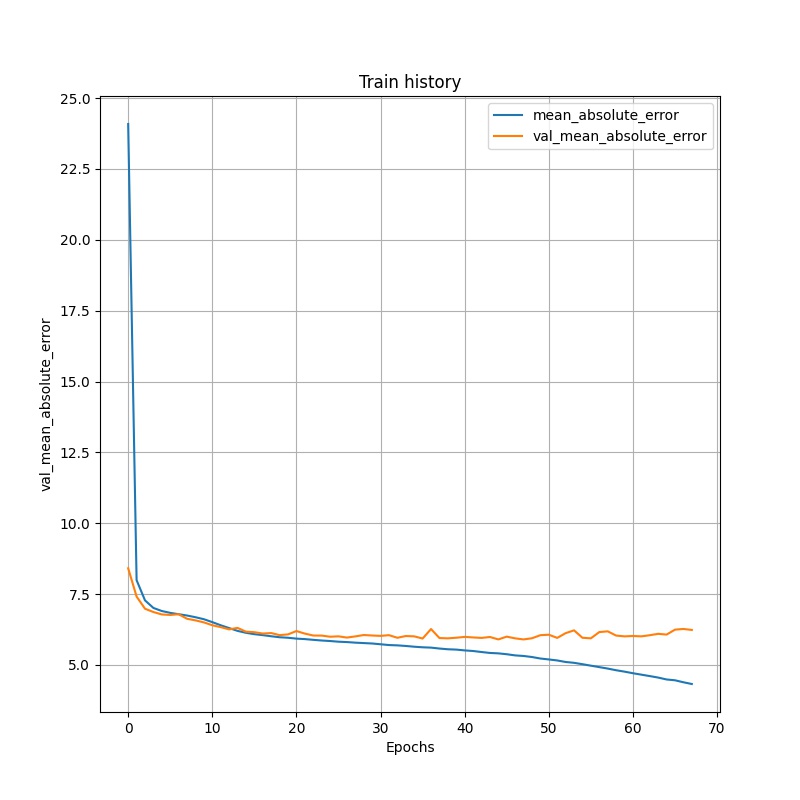 Train history
mean_absolute_error
val_mean_absolute_error
25.0
22.5
20.0
17.5
15.0
12.5
10.0
7.5
5.0
val_mean_absolute_error
0 10 20 30 40 50 60 70
Epochs